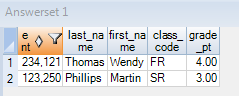 Answerset 1
e last_na first_na class_ grade
nt me me code _pt
1 234,121 Thomas Wendy FR 4.00
2 123,250 Phillips Martin SR 3.00